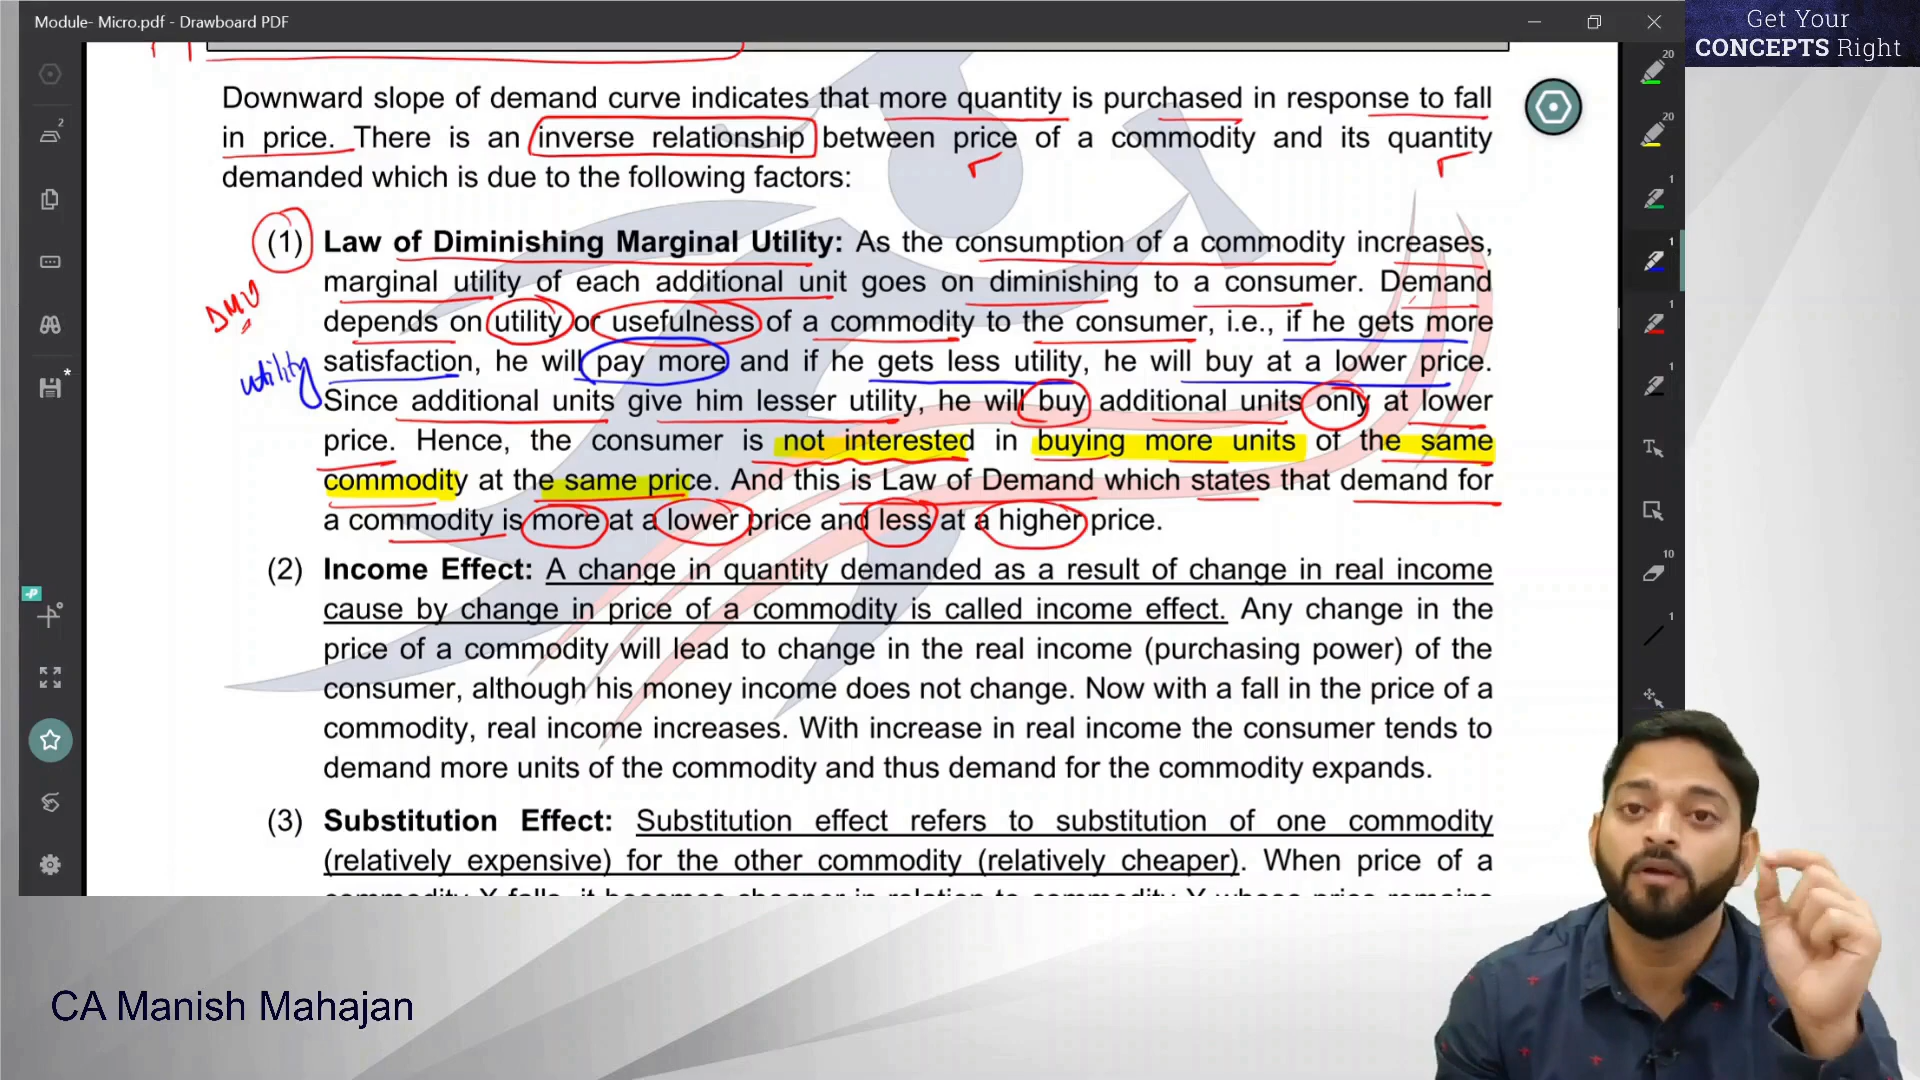 Module- Micro.pdf - Drawboard PDF
Get Your
CONCEPTS Right
Downward slope of demand curve indicates that more quantity is purchased in response to fall
in price. There is an inverse relationship between price of a commodity and its quantity
demanded which is due to the following factors:
(1) Law of Diminishing Marginal Utility: As the consumption of a commodity increases,
marginal utility of each additional unit goes on diminishing to a consumer. Demand
DMU
depends on utility or usefulness of a commodity to the consumer, i.e., if he gets more
utility
satisfaction, he will pay more and if he gets less utility, he will buy at a lower price.
Since additional units give him lesser utility, he will buy additional units only at lower
price. Hence, the consumer is not interested in buying more units of the same
commodity at the same price. And this is Law of Demand which states that demand for
a commodity is more at a lower price and less at a higher price.
(2) Income Effect: A change in quantity demanded as a result of change in real income
cause by change in price of a commodity is called income effect. Any change in the
price of a commodity will lead to change in the real income (purchasing power) of the
consumer, although his money income does not change. Now with a fall in the price of a
commodity, real income increases. With increase in real income the consumer tends to
demand more units of the commodity and thus demand for the commodity expands.
(3) Substitution Effect: Substitution effect refers to substitution of one commodity
(relatively expensive) for the other commodity (relatively cheaper). When price of a
CA Manish Mahajan
20
20
1
1
1
1
10
1
2
P